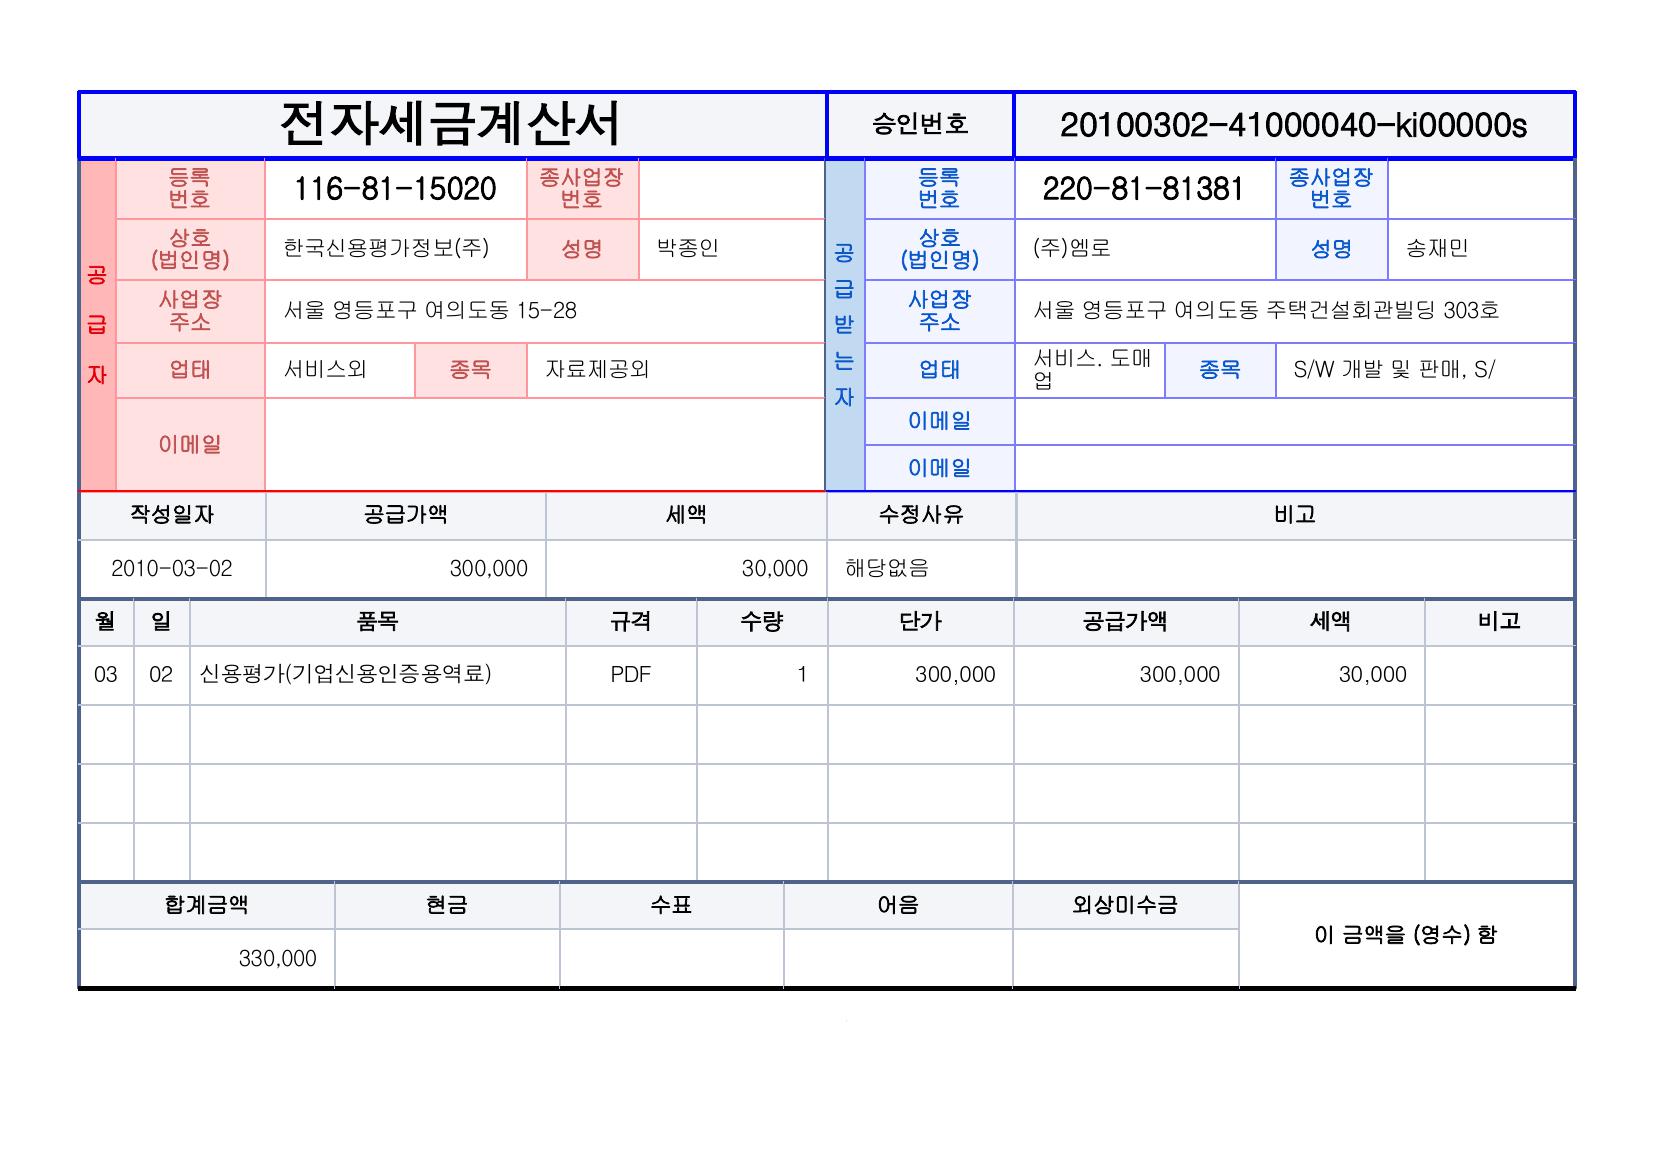 전자세금계산서 승인번호 20100302-41000040-ki00000s
공급자
등록번호 116-81-15020 종사업장번호
상호(법인명) 한국신용평가정보(주) 성명 박종인
사업장주소 서울 영등포구 여의도동 15-28
업태 서비스외 종목 자료제공외
이메일
공급받는자
등록번호 220-81-81381 종사업장번호
상호(법인명) (주)엠로 성명 송재민
사업장주소 서울 영등포구 여의도동 주택건설회관빌딩 303호
업태 서비스. 도매업 종목 S/W 개발 및 판매, S/
이메일
이메일
작성일자 공급가액 세액 수정사유 비고
2010-03-02 300,000 30,000 해당없음
월 일 품목 규격 수량 단가 공급가액 세액 비고
03 02 신용평가(기업신용인증용역료) PDF 1 300,000 300,000 30,000
합계금액 현금 수표 어음 외상미수금 이 금액을 (영수) 함
330,000